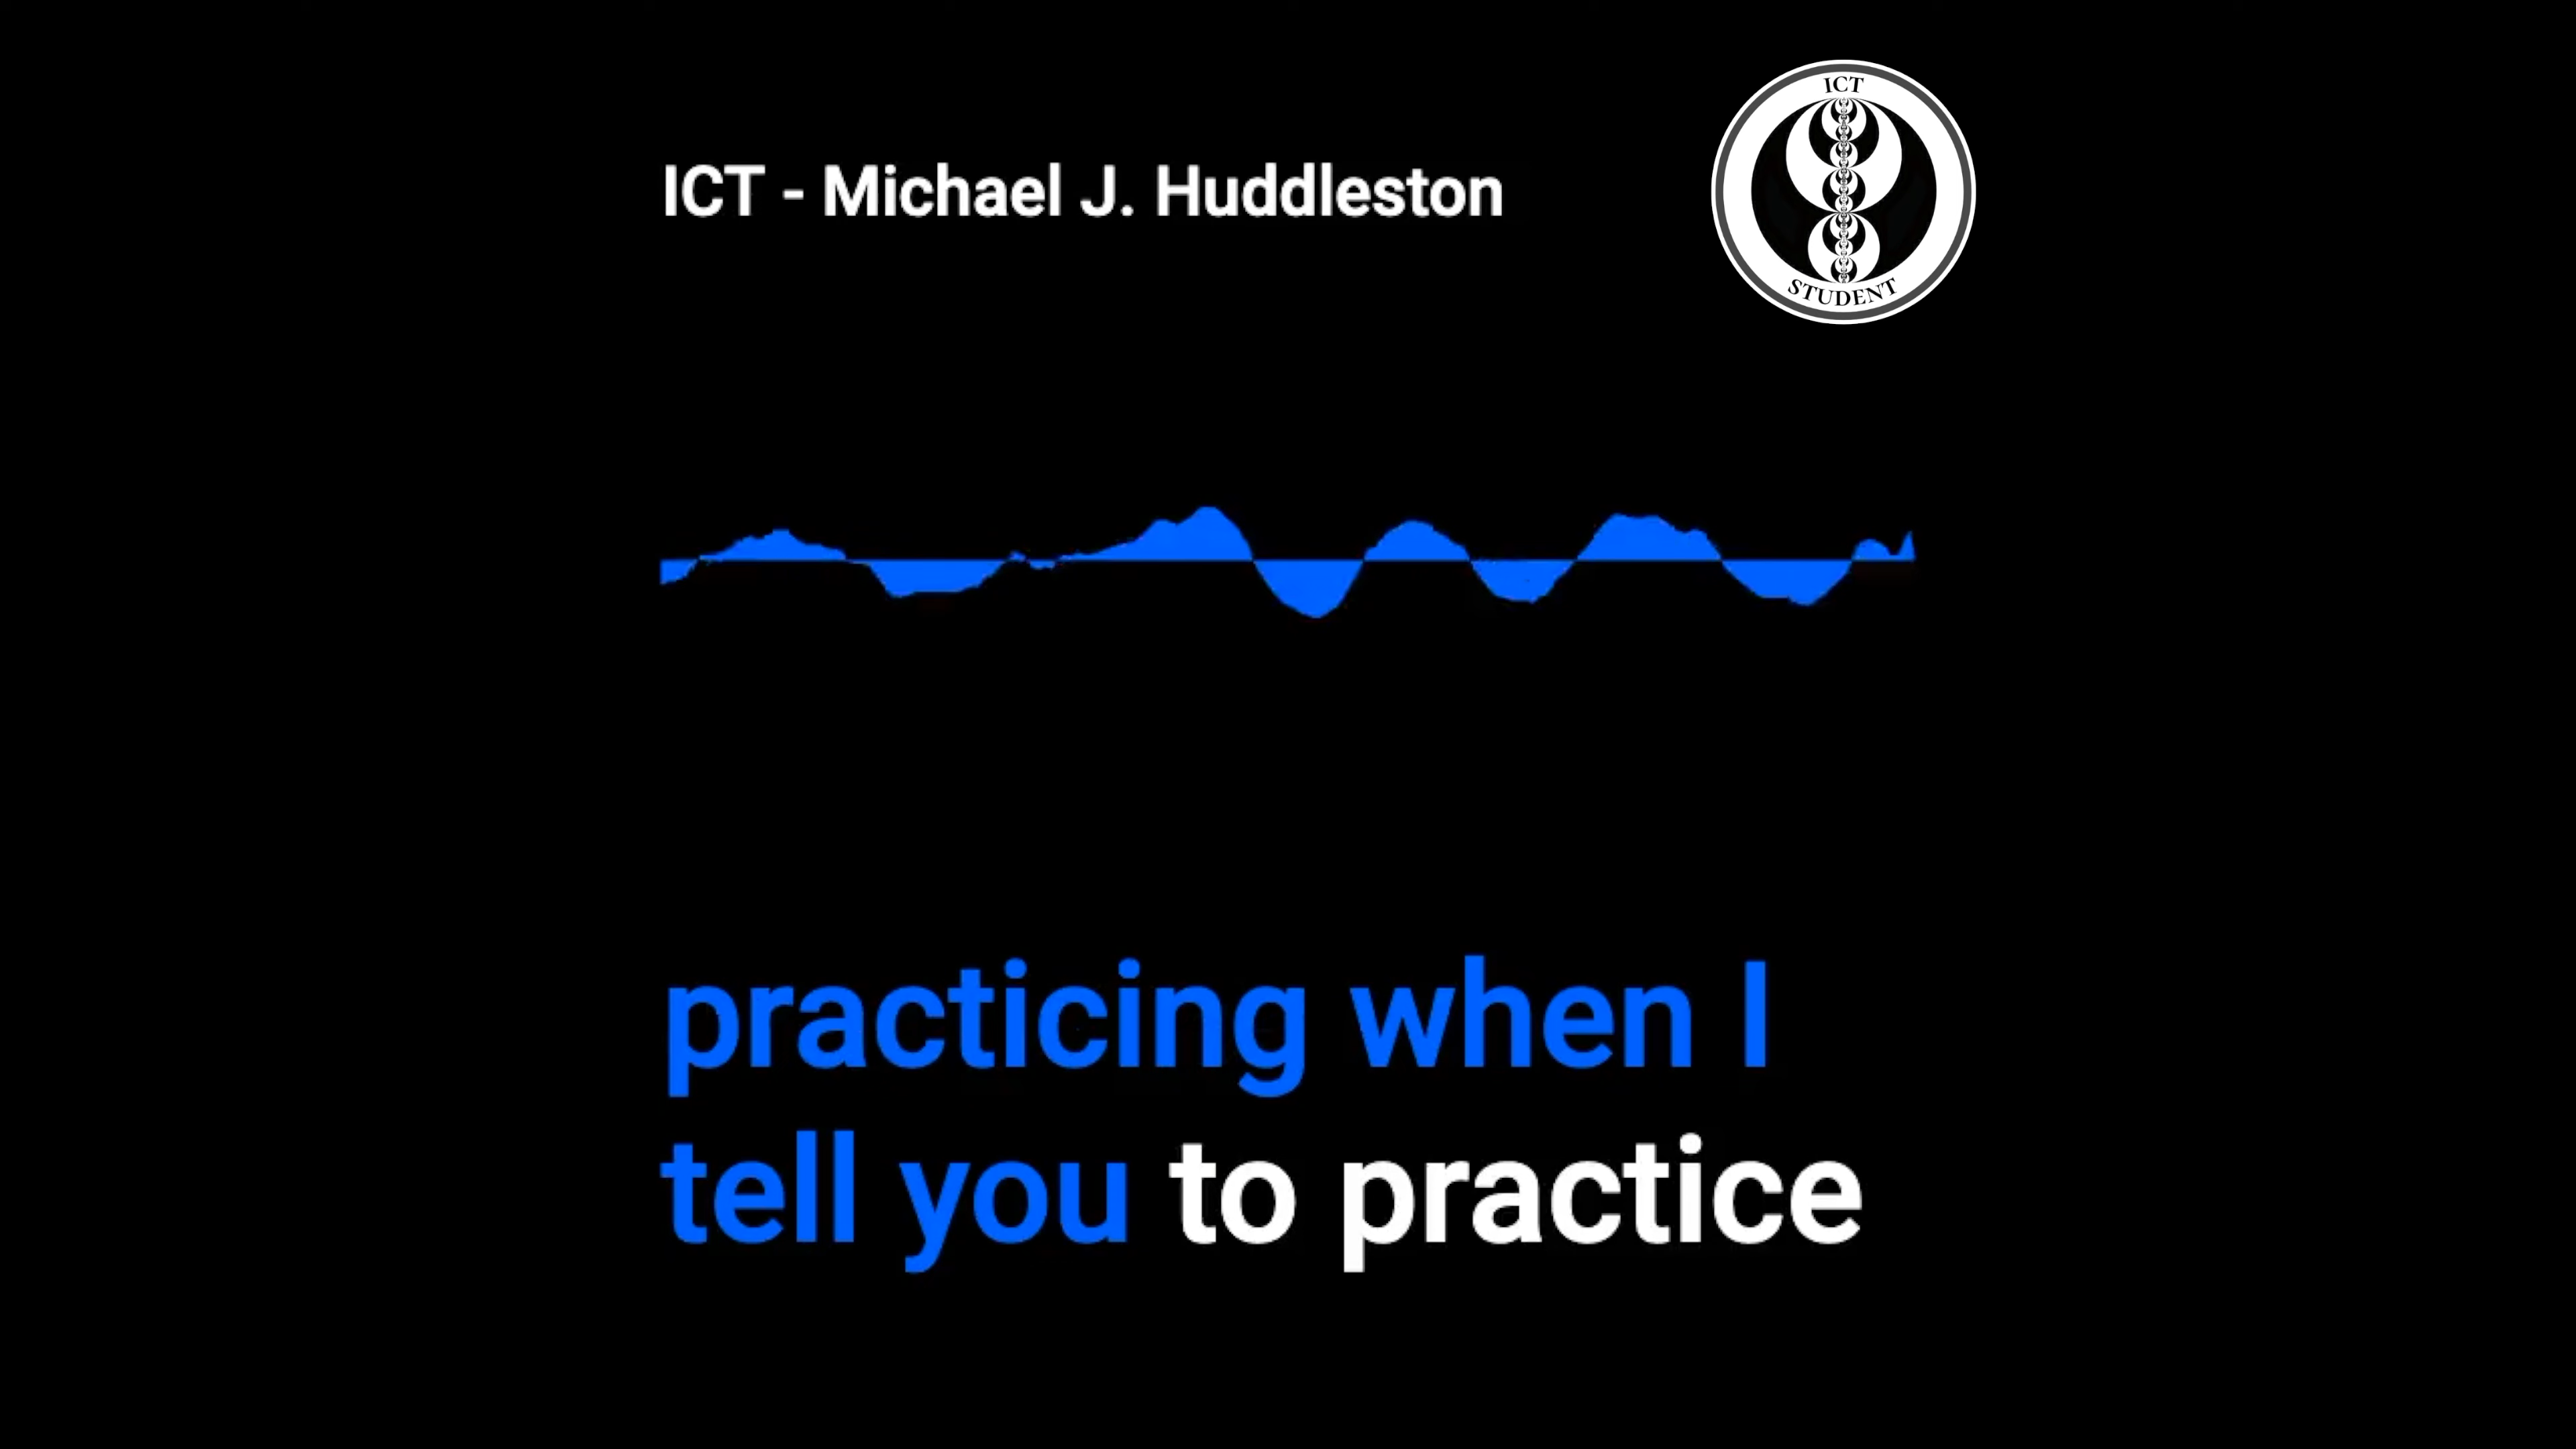 ICT - Michael J. Huddleston
ICT
STUDENT
practicing when I
tell you to practice